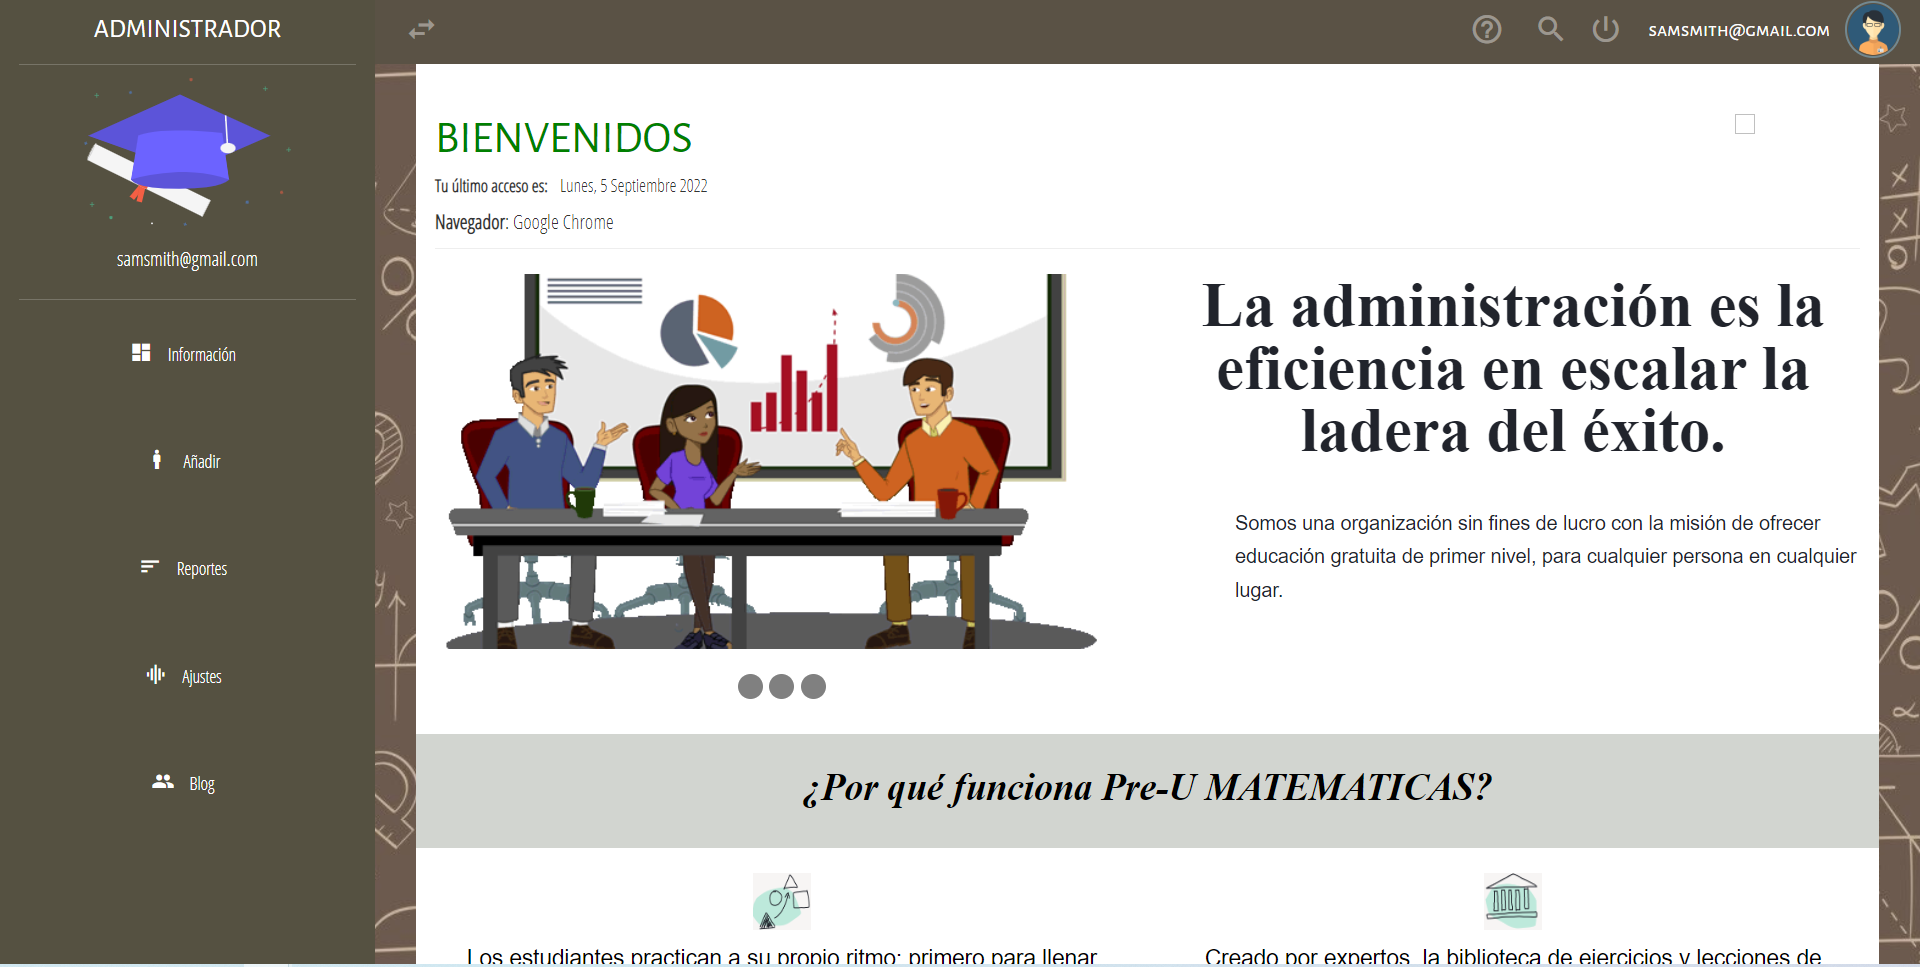 ADMINISTRADOR
samsmith@gmail.com
Información
Añadir
Reportes
Ajustes
Blog
SAMSMITH@GMAIL.COM
BIENVENIDOS
Tu último acceso es: Lunes, 5 Septiembre 2022
Navegador: Google Chrome
La administración es la
eficiencia en escalar la
ladera del éxito.
Somos una organización sin fines de lucro con la misión de ofrecer
educación gratuita de primer nivel, para cualquier persona en cualquier
lugar.
¿Por qué funciona Pre-U MATEMATICAS?
Los estudiantes practican a su propio ritmo: primero para llenar
Creado por expertos, la biblioteca de ejercicios y lecciones de